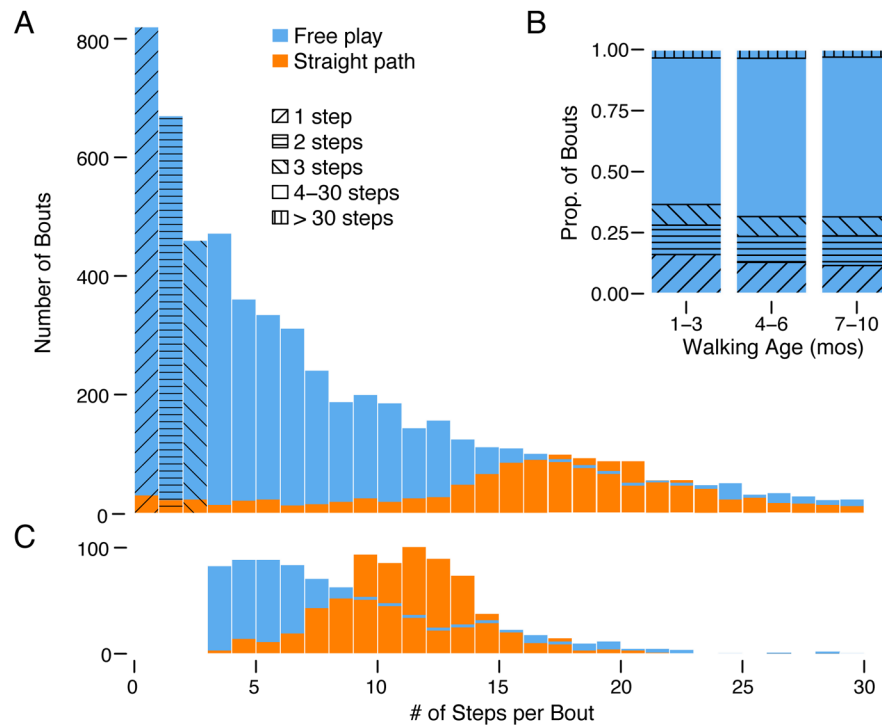 A
B
Free play
Straight path
1 step
2 steps
3 steps
4–30 steps
> 30 steps
800
600
400
200
0
Number of Bouts
1.00
0.75
0.50
0.25
0.00
Prop. of Bouts
1–3
4–6
7–10
Walking Age (mos)
C
100
0
0
5
10
15
20
25
30
# of Steps per Bout